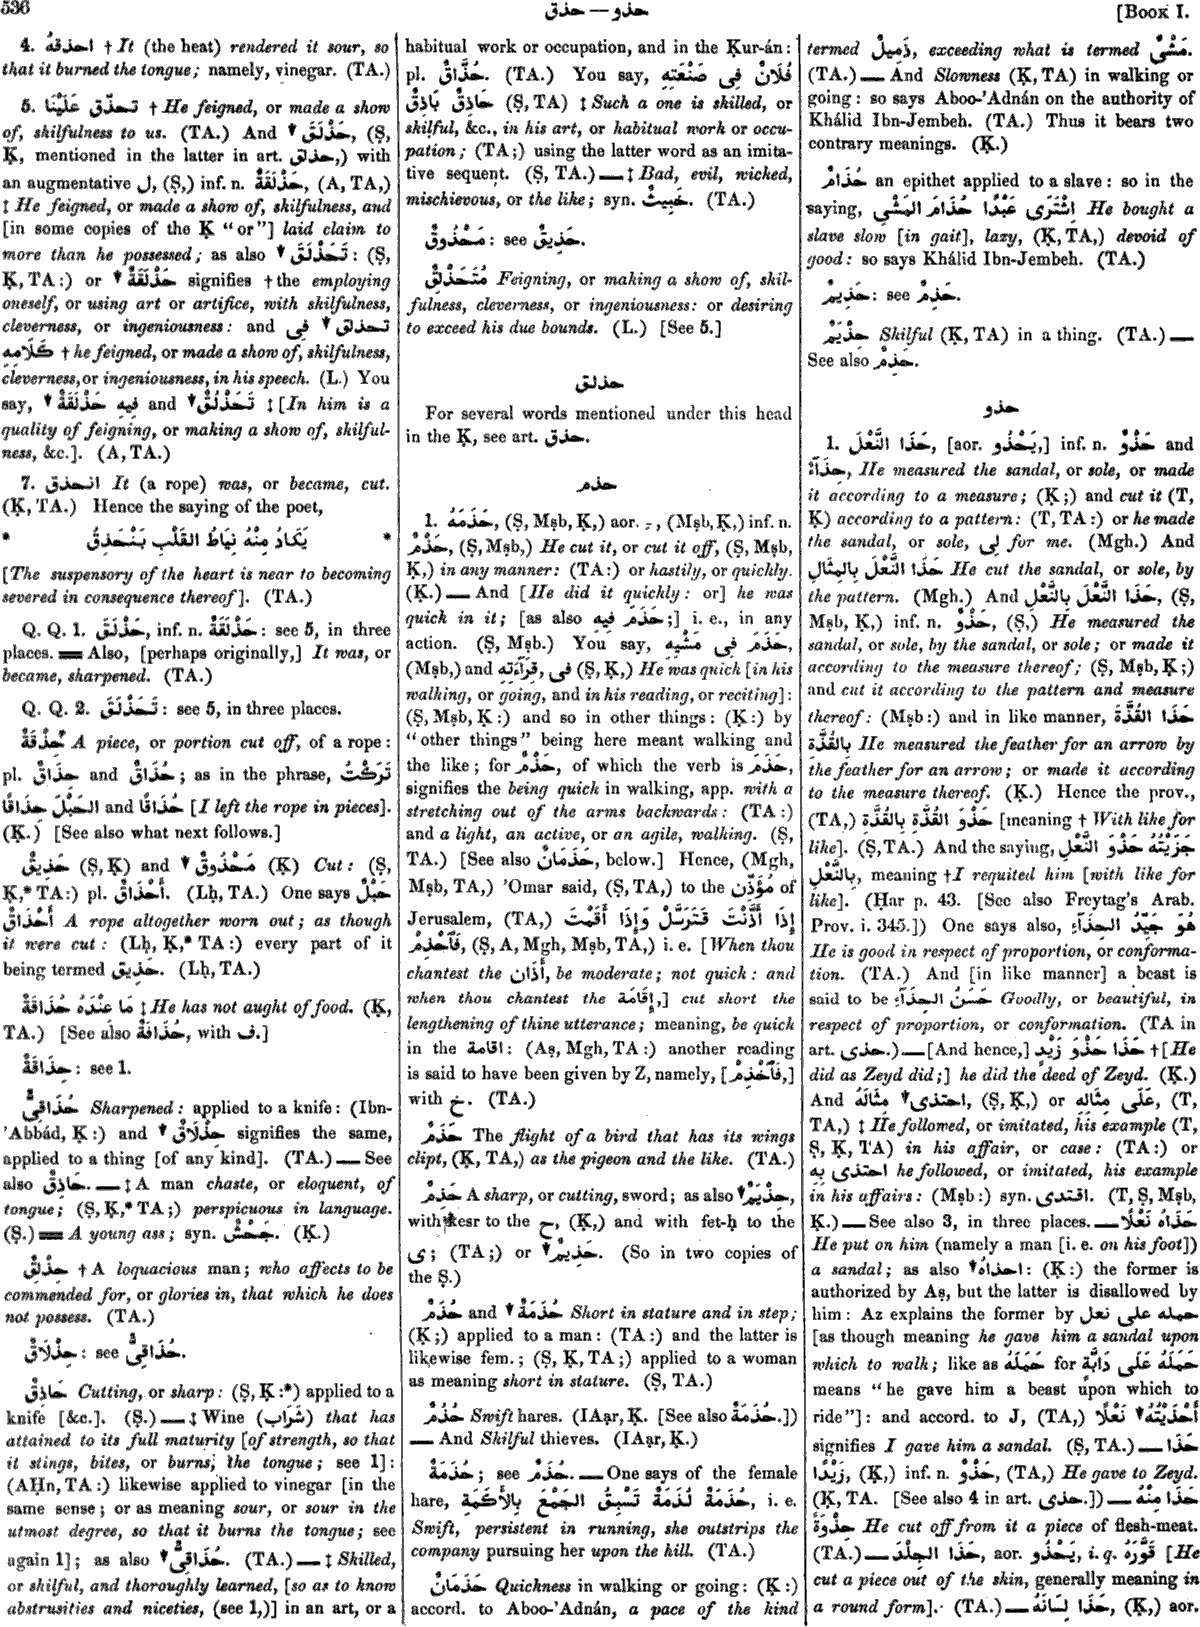 536
حذو — حذق
[BOOK I.
4. احذقهُ † It (the heat) rendered it sour, so
that it burned the tongue; namely, vinegar. (TA.)
5. تحذّق عَلَيْنَا † He feigned, or made a show
of, skilfulness to us. (TA.) And ▼ حَذْلَقَ, (Ṣ,
Ḳ, mentioned in the latter in art. حذلق,) with
an augmentative ل, (Ṣ,) inf. n. حَذْلَقَةٌ, (A, TA,)
‡ He feigned, or made a show of, skilfulness, and
[in some copies of the Ḳ “or”] laid claim to
more than he possessed; as also ▼ تَحَذْلَقَ: (Ṣ,
Ḳ, TA:) or ▼ حَذْلَقَةٌ signifies † the employing
oneself, or using art or artifice, with skilfulness,
cleverness, or ingeniousness: and تحذلق ▼ فِى
كَلَامِهِ † he feigned, or made a show of, skilfulness,
cleverness, or ingeniousness, in his speech. (L.) You
say, ▼ فِيهِ حَذْلَقَةٌ and ▼ تَحَذْلُقٌ ‡ [In him is a
quality of feigning, or making a show of, skilful-
ness, &c.]. (A, TA.)
7. انحذق It (a rope) was, or became, cut.
(Ḳ, TA.) Hence the saying of the poet,
* يَكَادُ مِنْهُ نِيَاطُ القَلْبِ يَنْحَذِقُ *
[The suspensory of the heart is near to becoming
severed in consequence thereof]. (TA.)
Q. Q. 1. حَذْلَقَ, inf. n. حَذْلَقَةٌ: see 5, in three
places. ═ Also, [perhaps originally,] It was, or
became, sharpened. (TA.)
Q. Q. 2. تَحَذْلَقَ: see 5, in three places.
حِذْقَةٌ A piece, or portion cut off, of a rope:
pl. حِذَاقٌ and حُذَاقٌ; as in the phrase, تَرَكْتُ
الحَبْلَ حِذَاقًا and حُذَاقًا [I left the rope in pieces].
(Ḳ.) [See also what next follows.]
حَذِيقٌ (Ṣ, Ḳ) and ▼ مَحْذُوقٌ (Ḳ) Cut: (Ṣ,
Ḳ,* TA:) pl. أَحْذَاقٌ. (Lḥ, TA.) One says حَبْلٌ
أَحْذَاقٌ A rope altogether worn out; as though
it were cut: (Lḥ, Ḳ,* TA:) every part of it
being termed حَذِيق. (Lḥ, TA.)
مَا عِنْدَهُ حُذَاقَةٌ ‡ He has not aught of food. (Ḳ,
TA.) [See also حُذَافَةٌ, with ف.]
حِذَاقَةٌ: see 1.
حُذَاقِىٌّ Sharpened: applied to a knife: (Ibn-
’Abbád, Ḳ:) and ▼ حِذْلَاقٌ signifies the same,
applied to a thing [of any kind]. (TA.) — See
also حَاذِقٌ. — ‡ A man chaste, or eloquent, of
tongue; (Ṣ, Ḳ,* TA;) perspicuous in language.
(Ṣ.) ═ A young ass; syn. جَحْشٌ. (Ḳ.)
حِذْلِقٌ † A loquacious man; who affects to be
commended for, or glories in, that which he does
not possess. (TA.)
حِذْلَاقٌ: see حُذَاقِىٌّ.
حَاذِقٌ Cutting, or sharp: (Ṣ, Ḳ:*) applied to a
knife [&c.]. (Ṣ.) — ‡ Wine (شَرَاب) that has
attained to its full maturity [of strength, so that
it stings, bites, or burns, the tongue; see 1]:
(AḤn, TA:) likewise applied to vinegar [in the
same sense; or as meaning sour, or sour in the
utmost degree, so that it burns the tongue; see
again 1]; as also ▼ حُذَاقِىٌّ. (TA.) — ‡ Skilled,
or skilful, and thoroughly learned, [so as to know
abstrusities and niceties, (see 1,)] in an art, or a
habitual work or occupation, and in the Ḳur-án:
pl. حُذَّاقٌ. (TA.) You say, فُلَانٌ فِى صَنْعَتِهِ
حَاذِقٌ بَاذِقٌ (Ṣ, TA) ‡ Such a one is skilled, or
skilful, &c., in his art, or habitual work or occu-
pation; (TA;) using the latter word as an imita-
tive sequent. (Ṣ, TA.) — ‡ Bad, evil, wicked,
mischievous, or the like; syn. خَبِيثٌ. (TA.)
مَحْذُوقٌ: see حَذِيقٌ.
مُتَحَذْلِقٌ Feigning, or making a show of, skil-
fulness, cleverness, or ingeniousness: or desiring
to exceed his due bounds. (L.) [See 5.]
حذلق
For several words mentioned under this head
in the Ḳ, see art. حذق.
حذم
1. حَذَمَهُ, (Ṣ, Mṣb, Ḳ,) aor. ـِ, (Mṣb, Ḳ,) inf. n.
حَذْمٌ, (Ṣ, Mṣb,) He cut it, or cut it off, (Ṣ, Mṣb,
Ḳ,) in any manner: (TA:) or hastily, or quickly.
(Ḳ.) — And [He did it quickly: or] he was
quick in it; [as also حَذَمَ فِيهِ;] i. e., in any
action. (Ṣ, Mṣb.) You say, حَذَمَ فِى مَشْيِهِ,
(Mṣb,) and فى قِرَآءَتِهِ, (Ṣ, Ḳ,) He was quick [in his
walking, or going, and in his reading, or reciting]:
(Ṣ, Mṣb, Ḳ:) and so in other things: (Ḳ:) by
“other things” being here meant walking and
the like; for حَذْمٌ, of which the verb is حَذَمَ,
signifies the being quick in walking, app. with a
stretching out of the arms backwards: (TA:)
and a light, an active, or an agile, walking. (Ṣ,
TA.) [See also حَذَمَانٌ, below.] Hence, (Mgh,
Mṣb, TA,) ’Omar said, (Ṣ, TA,) to the مُؤَذِّن of
Jerusalem, (TA,) إِذَا أَذَّنْتَ فَتَرَسَّلْ وَإِذَا أَقَمْتَ
فَٱحْذِمْ, (Ṣ, A, Mgh, Mṣb, TA,) i. e. [When thou
chantest the أَذَان, be moderate; not quick: and
when thou chantest the إِقَامَة,] cut short the
lengthening of thine utterance; meaning, be quick
in the اقامة: (Aṣ, Mgh, TA:) another reading
is said to have been given by Z, namely, [فَٱخْذِمْ,]
with خ. (TA.)
حَذْمٌ The flight of a bird that has its wings
clipt, (Ḳ, TA,) as the pigeon and the like. (TA.)
حَذِمٌ A sharp, or cutting, sword; as also ▼ حِذْيَمٌ,
with kesr to the ح, (Ḳ,) and with fet-ḥ to the
ى; (TA;) or ▼ حَذِيمٌ. (So in two copies of
the Ṣ.)
حُذَمٌ and ▼ حُذَمَةٌ Short in stature and in step;
(Ḳ;) applied to a man: (TA:) and the latter is
likewise fem.; (Ṣ, Ḳ, TA;) applied to a woman
as meaning short in stature. (Ṣ, TA.)
حُذُمٌ Swift hares. (IAạr, Ḳ. [See also حُذَمَةٌ.])
— And Skilful thieves. (IAạr, Ḳ.)
حُذَمَةٌ; see حُذَمٌ. — One says of the female
hare, حُذَمَةٌ لُذَمَةٌ تَسْبِقُ الجَمْعَ بِالأَكَمَةِ, i. e.
Swift, persistent in running, she outstrips the
company pursuing her upon the hill. (TA.)
حَذَمَانٌ Quickness in walking or going: (Ḳ:)
accord. to Aboo-’Adnán, a pace of the kind
termed ذَمِيلٌ, exceeding what is termed مَشْىٌ.
(TA.) — And Slowness (Ḳ, TA) in walking or
going: so says Aboo-’Adnán on the authority of
Khálid Ibn-Jembeh. (TA.) Thus it bears two
contrary meanings. (Ḳ.)
حُذَامٌ an epithet applied to a slave: so in the
saying, اِشْتَرَى عَبْدًا حُذَامَ المَشْىِ He bought a
slave slow [in gait], lazy, (Ḳ, TA,) devoid of
good: so says Khálid Ibn-Jembeh. (TA.)
حَذِيمٌ: see حَذِمٌ.
حِذْيَمٌ Skilful (Ḳ, TA) in a thing. (TA.) —
See also حَذِمٌ.
حذو
1. حَذَا النَّعْلَ, [aor. يَحْذُو,] inf. n. حَذْوٌ and
حِذَآءٌ, He measured the sandal, or sole, or made
it according to a measure; (Ḳ;) and cut it (T,
Ḳ) according to a pattern: (T, TA:) or he made
the sandal, or sole, لِى for me. (Mgh.) And
حَذَا النَّعْلَ بِالمِثَالِ He cut the sandal, or sole, by
the pattern. (Mgh.) And حَذَا النَّعْلَ بِالنَّعْلِ, (Ṣ,
Mṣb, Ḳ,) inf. n. حَذْوٌ, (Ṣ,) He measured the
sandal, or sole, by the sandal, or sole; or made it
according to the measure thereof; (Ṣ, Mṣb, Ḳ;)
and cut it according to the pattern and measure
thereof: (Mṣb:) and in like manner, حَذَا القُذَّةَ
بِالقُذَّةِ He measured the feather for an arrow by
the feather for an arrow; or made it according
to the measure thereof. (Ḳ.) Hence the prov.,
(TA,) حَذْوَ القُذَّةِ بِالقُذَّةِ [meaning † With like for
like]. (Ṣ, TA.) And the saying, جَزَيْتُهُ حَذْوَ النَّعْلِ
بِالنَّعْلِ, meaning † I requited him [with like for
like]. (Ḥar p. 43. [See also Freytag's Arab.
Prov. i. 345.]) One says also, هُوَ جَيِّدُ الحِذَآءِ
He is good in respect of proportion, or conforma-
tion. (TA.) And [in like manner] a beast is
said to be حَسَنُ الحِذَآءِ Goodly, or beautiful, in
respect of proportion, or conformation. (TA in
art. حذى.) — [And hence,] حَذَا حَذْوَ زَيْدٍ † [He
did as Zeyd did;] he did the deed of Zeyd. (Ḳ.)
And احتذى ▼ مِثَالَهُ, (Ṣ, Ḳ,) or عَلَى مِثَالِهِ, (T,
TA,) ‡ He followed, or imitated, his example (T,
Ṣ, Ḳ, TA) in his affair, or case: (TA:) or
احتذى بِهِ he followed, or imitated, his example
in his affairs: (Mṣb:) syn. اقتدى. (T, Ṣ, Mṣb,
Ḳ.) — See also 3, in three places. — حَذَاهُ نَعْلًا
He put on him (namely a man [i. e. on his foot])
a sandal; as also ▼ احذاهُ: (Ḳ:) the former is
authorized by Aṣ, but the latter is disallowed by
him: Az explains the former by حمله على نعل
[as though meaning he gave him a sandal upon
which to walk; like as حَمَلَهُ for حَمَلَهُ عَلَى دَابَّةٍ
means “he gave him a beast upon which to
ride”]: and accord. to J, (TA,) أَحْذَيْتُهُ ▼ نَعْلًا
signifies I gave him a sandal. (Ṣ, TA.) — حَذَا
زَيْدًا, (Ḳ,) inf. n. حَذْوٌ, (TA,) He gave to Zeyd.
(Ḳ, TA. [See also 4 in art. حذى.]) — حَذَا مِنْهُ
حِذْوَةً He cut off from it a piece of flesh-meat.
(TA.) — حَذَا الجِلْدَ, aor. يَحْذُو, i. q. قَوَّرَهُ [He
cut a piece out of the skin, generally meaning in
a round form]. (TA.) — حَذَا لِسَانَهُ, (Ḳ,) aor.